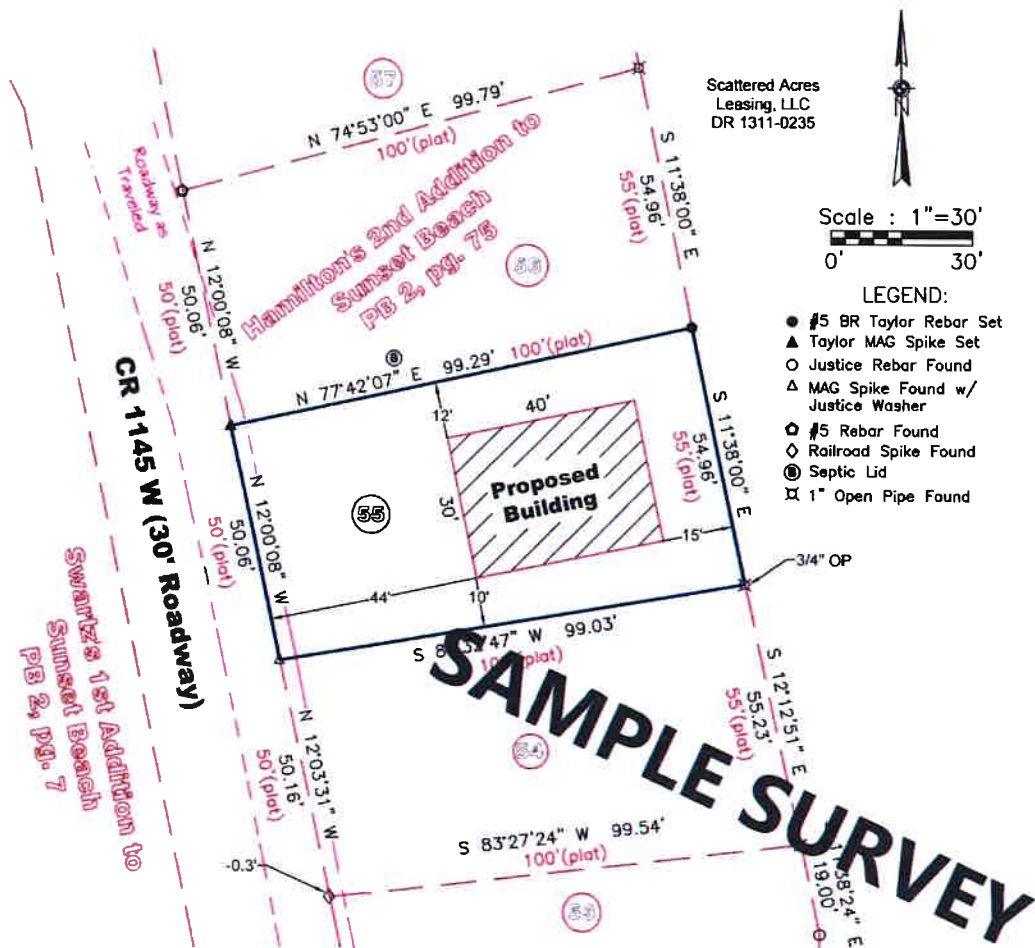 Scattered Acres
Leasing, LLC
DR 1311-0235
Scale : 1"=30'
0' 30'
LEGEND:
#5 BR Taylor Rebar Set
Taylor MAG Spike Set
Justice Rebar Found
MAG Spike Found w/
Justice Washer
#5 Rebar Found
Railroad Spike Found
Septic Lid
1" Open Pipe Found
57
N 74°53'00" E 99.79'
100'(plat)
Roadway as
Traveled
Hamilton's 2nd Addition to
Sunset Beach
PB 2, pg. 75
S 11°38'00" E
54.96'
55'(plat)
N 12°00'08" W
50.06'
50'(plat)
N 77°42'07" E 99.29' 100'(plat)
12'
40'
30'
Proposed
Building
S 11°38'00" E
54.96'
55'(plat)
15'
55
N 12°00'08" W
50.06'
50'(plat)
44'
10'
3/4" OP
CR 1145 W (30' Roadway)
Swartz's 1st Addition to
Sunset Beach
PB 2, pg. 7
47" W 99.03'
(plat)
SAMPLE SURVEY
S 12°12'51" E
55.23'
55'(plat)
54
N 12°03'31" W
50.16'
50'(plat)
S 83°27'24" W 99.54'
100'(plat)
-0.3'
38'24" E
19.00'